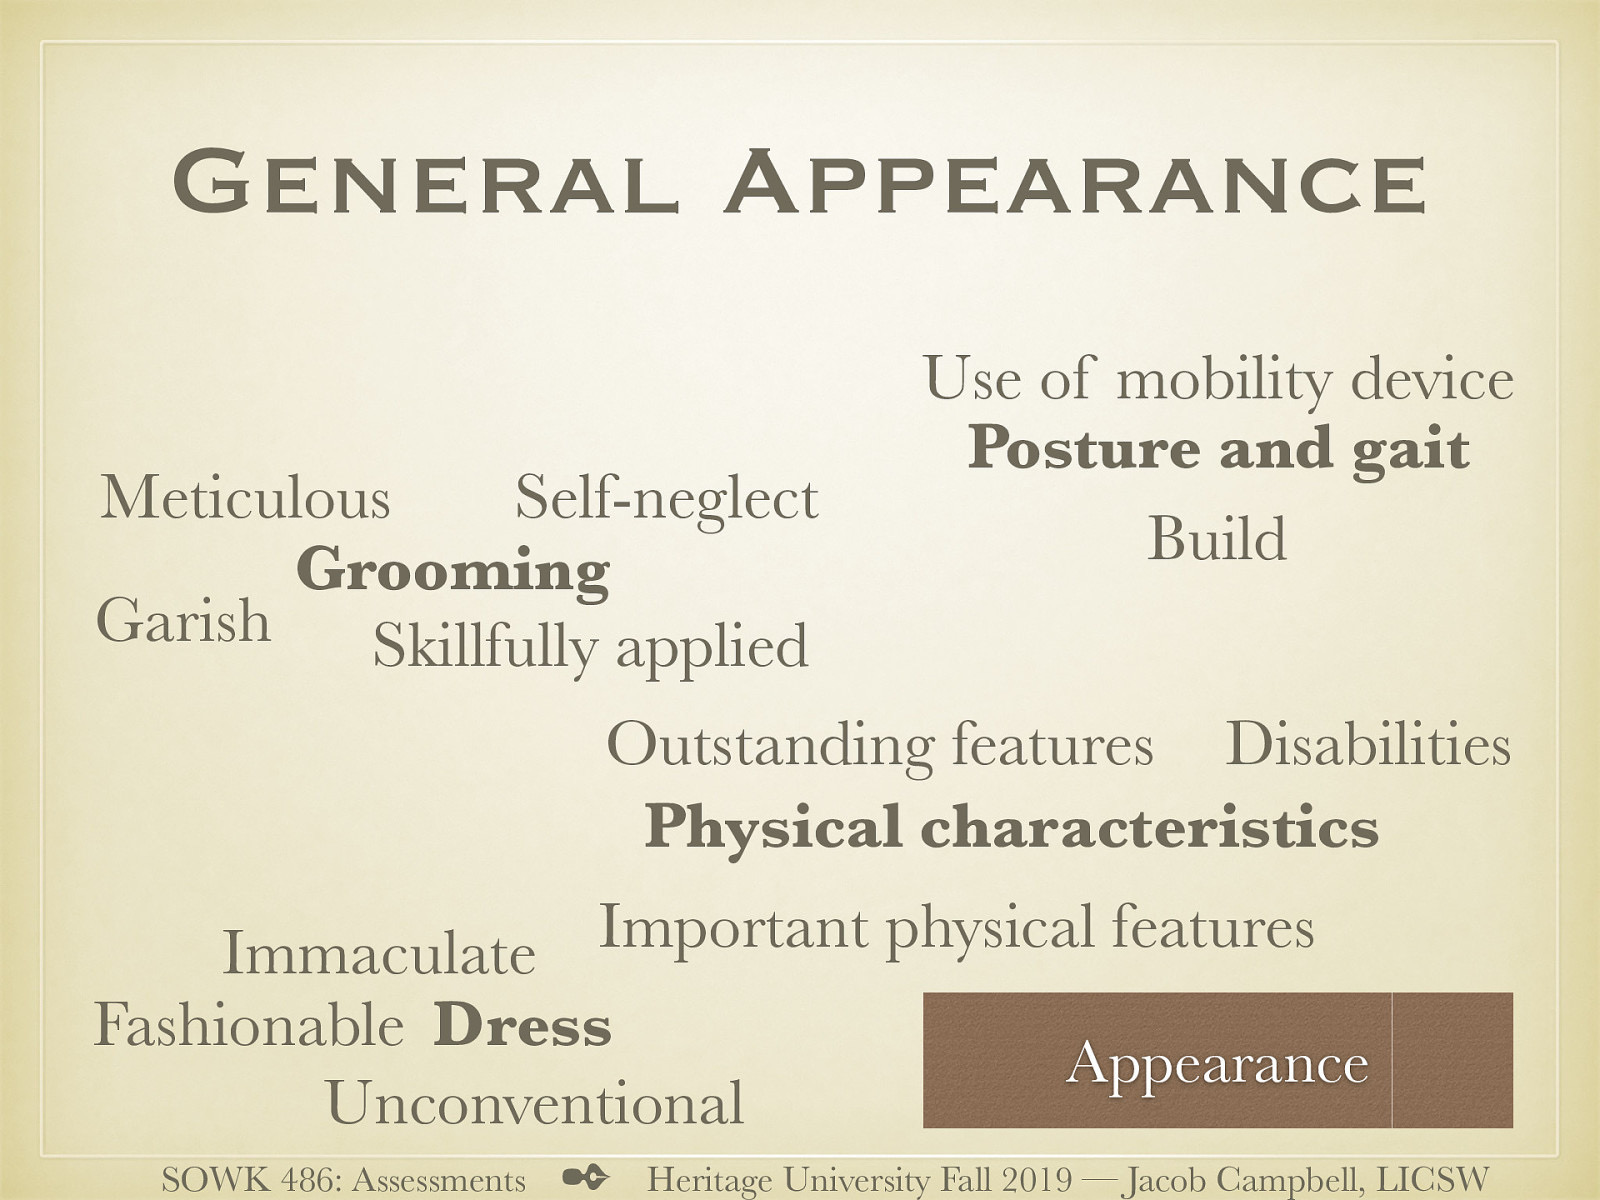 General Appearance
Use of mobility device
Posture and gait
Build
Meticulous
Self-neglect
Grooming
Garish
Skillfully applied
Outstanding features
Disabilities
Physical characteristics
Important physical features
Immaculate
Fashionable Dress
Unconventional
Appearance
SOWK 486: Assessments
Heritage University Fall 2019 — Jacob Campbell, LICSW